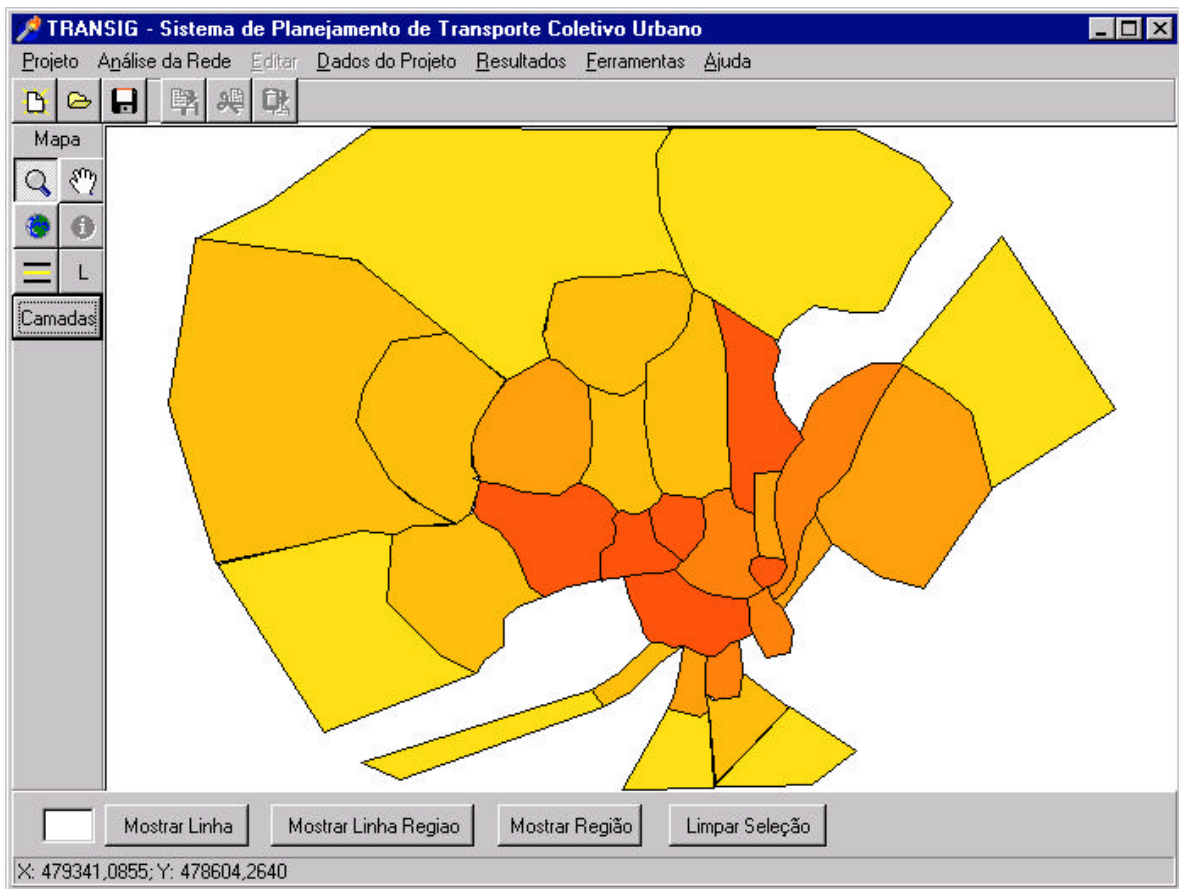 TRANSIG - Sistema de Planejamento de Transporte Coletivo Urbano
Projeto Análise da Rede Editar Dados do Projeto Resultados Ferramentas Ajuda
Mapa
L
Camadas
Mostrar Linha Mostrar Linha Regiao Mostrar Região Limpar Seleção
X: 479341,0855; Y: 478604,2640